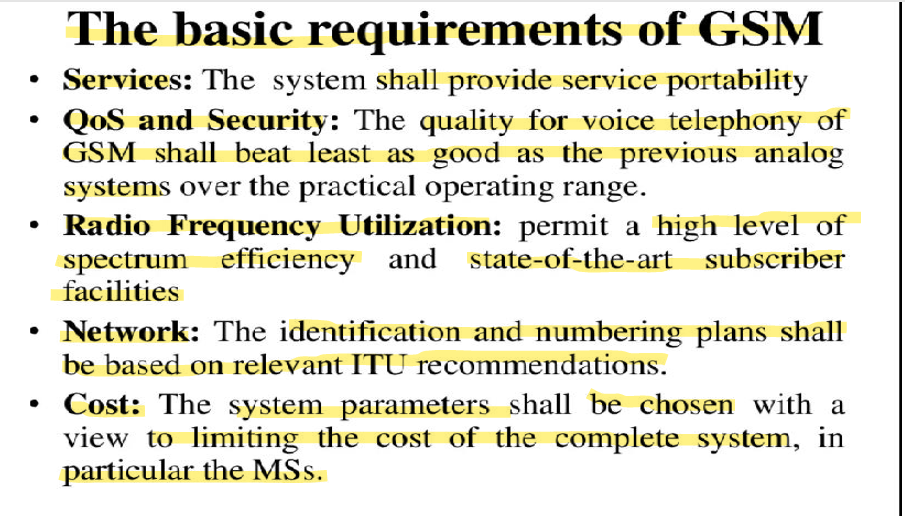 The basic requirements of GSM
• Services: The system shall provide service portability
• QoS and Security: The quality for voice telephony of
GSM shall beat least as good as the previous analog
systems over the practical operating range.
• Radio Frequency Utilization: permit a high level of
spectrum efficiency and state-of-the-art subscriber
facilities
• Network: The identification and numbering plans shall
be based on relevant ITU recommendations.
• Cost: The system parameters shall be chosen with a
view to limiting the cost of the complete system, in
particular the MSs.